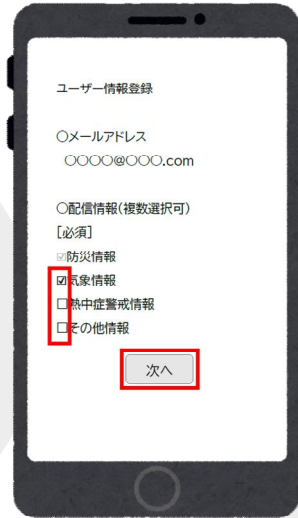 ユーザー情報登録
○メールアドレス
○○○○@○○○.com
○配信情報(複数選択可)
[必須]
☑防災情報
☑気象情報
□熱中症警戒情報
□その他情報
次へ